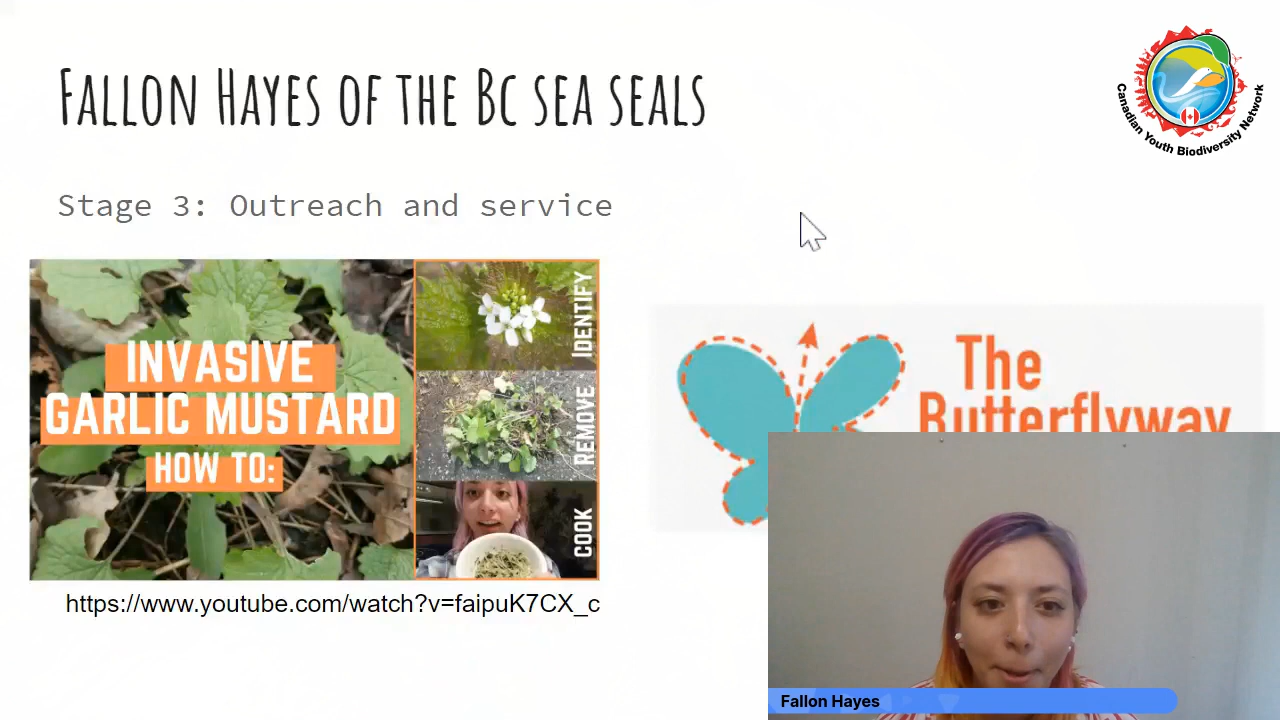 Fallon Hayes of the Bc sea seals
Canadian Youth Biodiversity Network
Stage 3: Outreach and service
INVASIVE
GARLIC MUSTARD
HOW TO:
IDENTIFY
REMOVE
COOK
The
Butterflyway
https://www.youtube.com/watch?v=faipuK7CX_c
Fallon Hayes